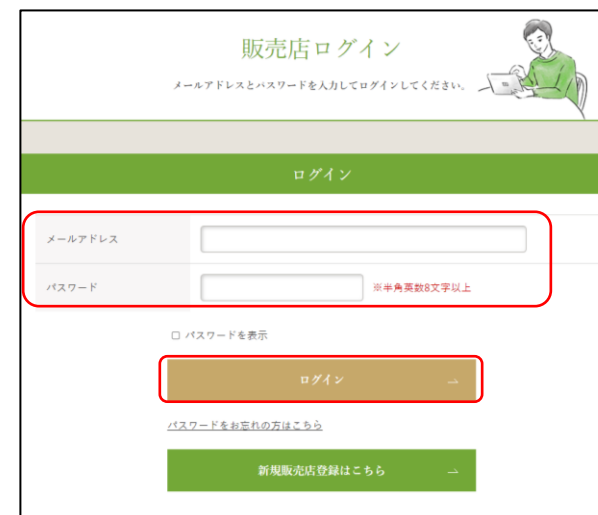 販売店ログイン
メールアドレスとパスワードを入力してログインしてください。
ログイン
メールアドレス
パスワード ※半角英数8文字以上
パスワードを表示
ログイン →
パスワードをお忘れの方はこちら
新規販売店登録はこちら →